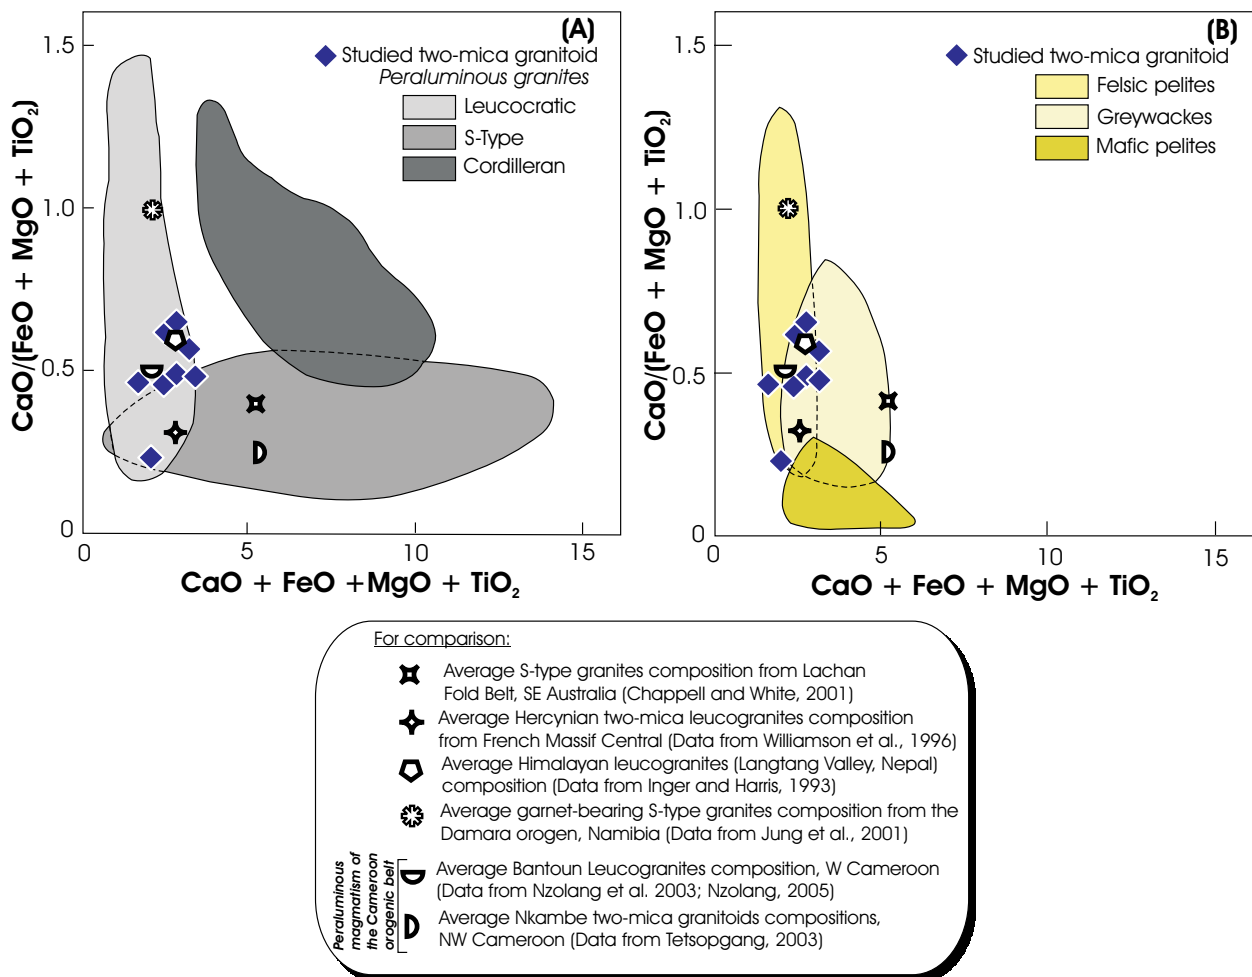 (A)
Studied two-mica granitoid
Peraluminous granites
Leucocratic
S-Type
Cordilleran
1.5
1.0
0.5
0
CaO/(FeO + MgO + TiO₂)
0 5 10 15
CaO + FeO +MgO + TiO₂
(B)
Studied two-mica granitoid
Felsic pelites
Greywackes
Mafic pelites
1.5
1.0
0.5
0
CaO/(FeO + MgO + TiO₂)
0 5 10 15
CaO + FeO + MgO + TiO₂
For comparison:
Average S-type granites composition from Lachan
Fold Belt, SE Australia (Chappell and White, 2001)
Average Hercynian two-mica leucogranites composition
from French Massif Central (Data from Williamson et al., 1996)
Average Himalayan leucogranites (Langtang Valley, Nepal)
composition (Data from Inger and Harris, 1993)
Average garnet-bearing S-type granites composition from the
Damara orogen, Namibia (Data from Jung et al., 2001)
Peraluminous
magmatism of
the Cameroon
orogenic belt
Average Bantoun Leucogranites composition, W Cameroon
(Data from Nzolang et al. 2003; Nzolang, 2005)
Average Nkambe two-mica granitoids compositions,
NW Cameroon (Data from Tetsopgang, 2003)